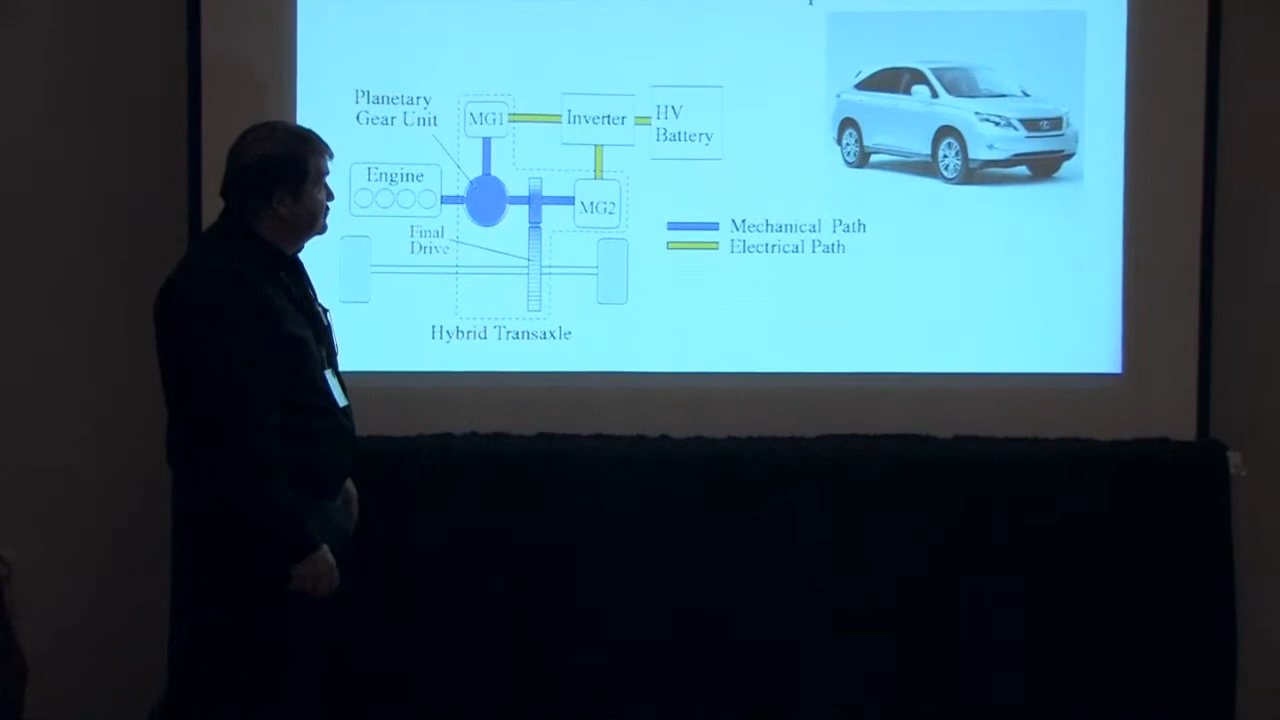 Planetary
Gear Unit
MG1
Inverter
HV
Battery
Engine
MG2
Final
Drive
Mechanical Path
Electrical Path
Hybrid Transaxle